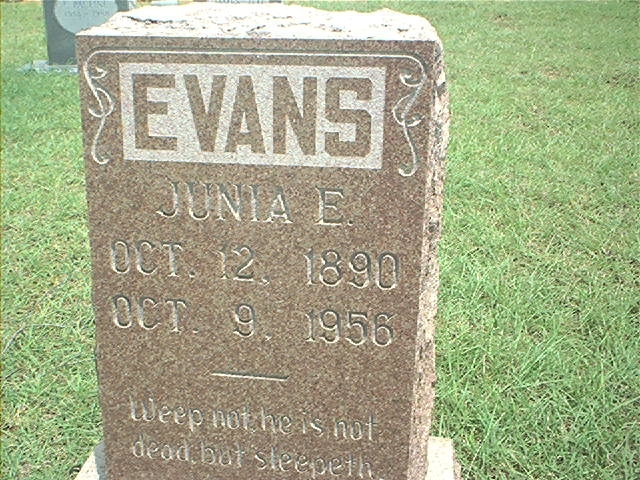 EVANS
JUNIA E.
OCT. 12. 1890
OCT. 9. 1956
Weep not, he is not
dead, but sleepeth.